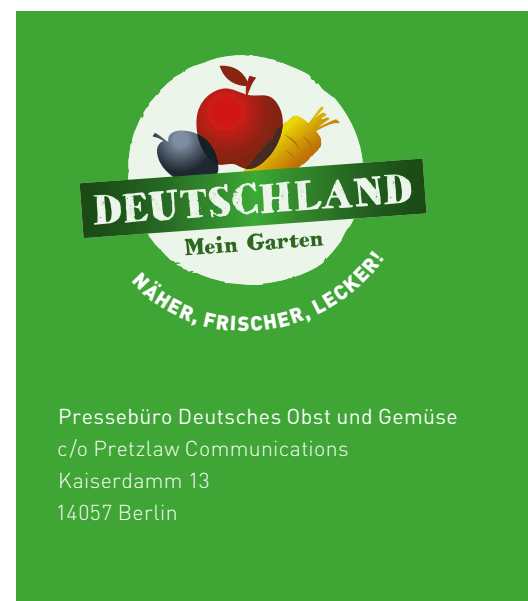 DEUTSCHLAND
Mein Garten
NÄHER, FRISCHER, LECKER!
Pressebüro Deutsches Obst und Gemüse
c/o Pretzlaw Communications
Kaiserdamm 13
14057 Berlin